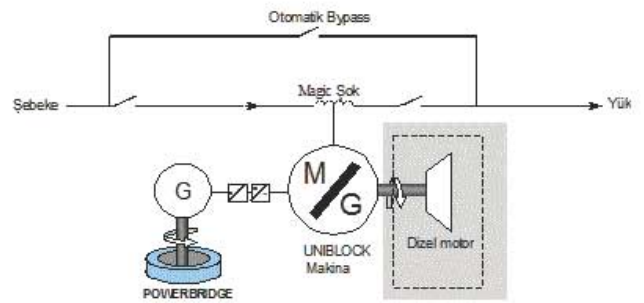 Otomatik Bypass
Şebeke
Magic Şok
Yük
M
G
G
UNIBLOCK
Makina
Dizel motor
POWERBRIDGE